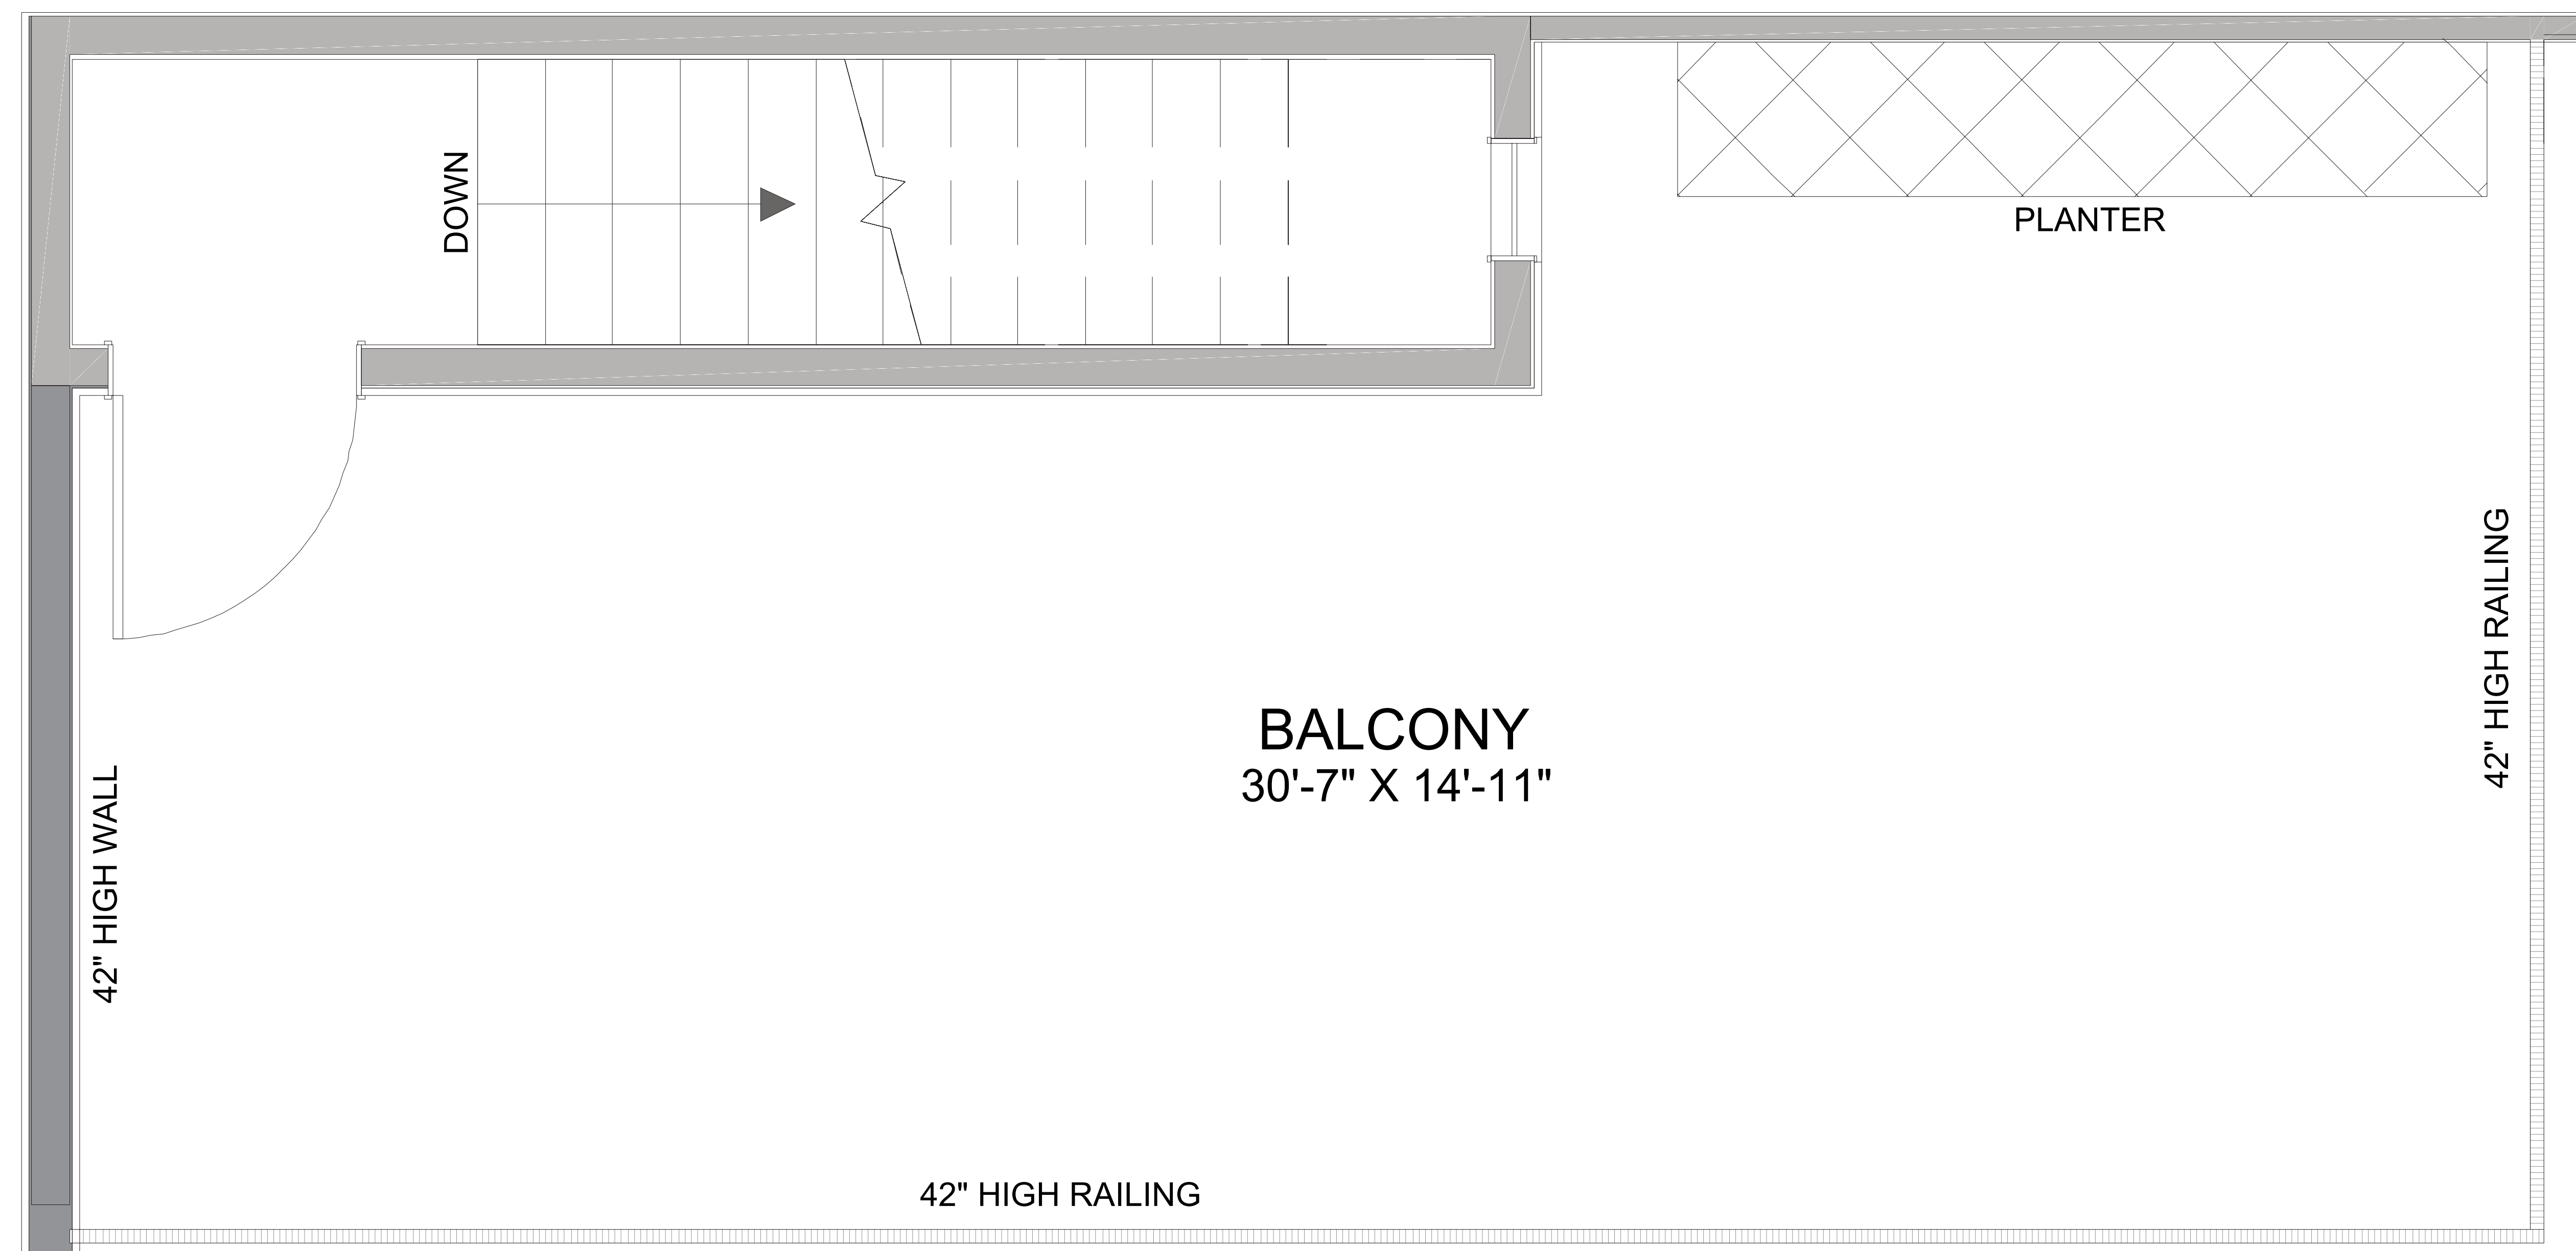 DOWN
PLANTER
42" HIGH RAILING
BALCONY
30'-7" X 14'-11"
42" HIGH WALL
42" HIGH RAILING